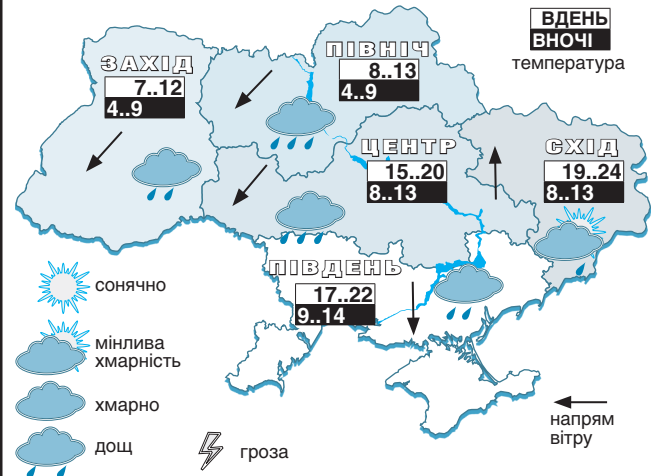 ВДЕНЬ
ВНОЧІ
температура
ЗАХІД
7..12
4..9
ПІВНІЧ
8..13
4..9
ЦЕНТР
15..20
8..13
СХІД
19..24
8..13
ПІВДЕНЬ
17..22
9..14
сонячно
мінлива
хмарність
хмарно
дощ
гроза
напрям
вітру